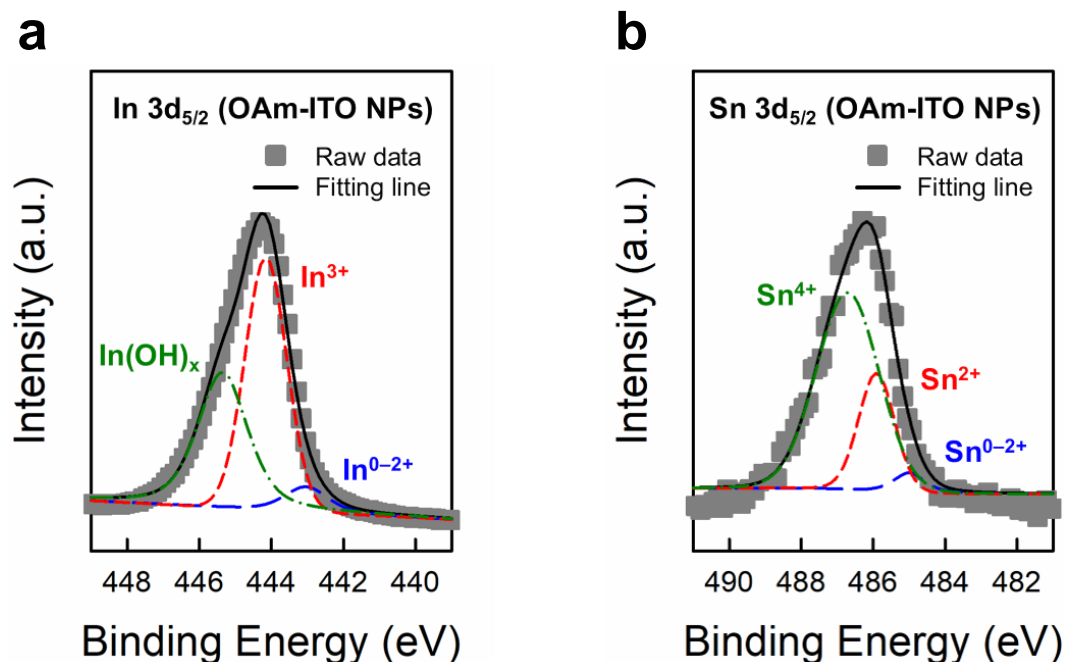 a
In 3d5/2 (OAm-ITO NPs)
Raw data
Fitting line
In3+
In(OH)x
In0–2+
Intensity (a.u.)
448 446 444 442 440
Binding Energy (eV)
b
Sn 3d5/2 (OAm-ITO NPs)
Raw data
Fitting line
Sn4+
Sn2+
Sn0–2+
Intensity (a.u.)
490 488 486 484 482
Binding Energy (eV)